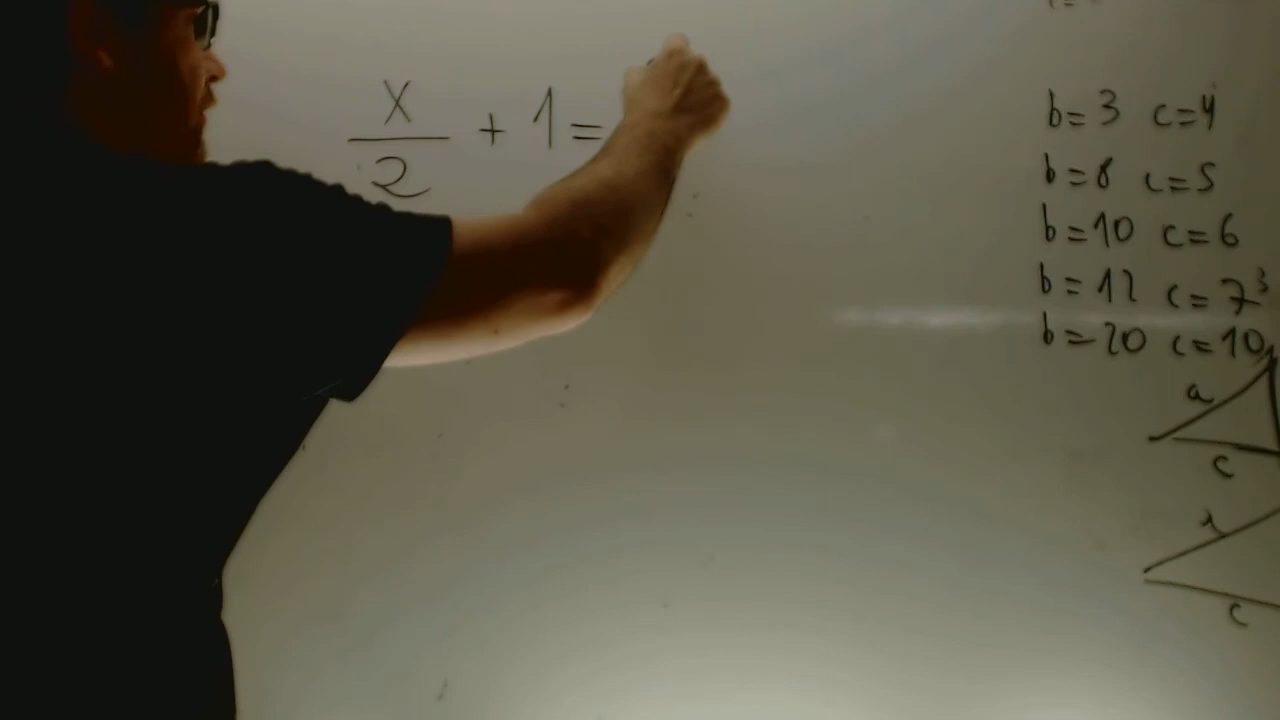 x/2 + 1 =
b=3 c=4
b=8 c=5
b=10 c=6
b=12 c=7
b=20 c=10
a
c
c